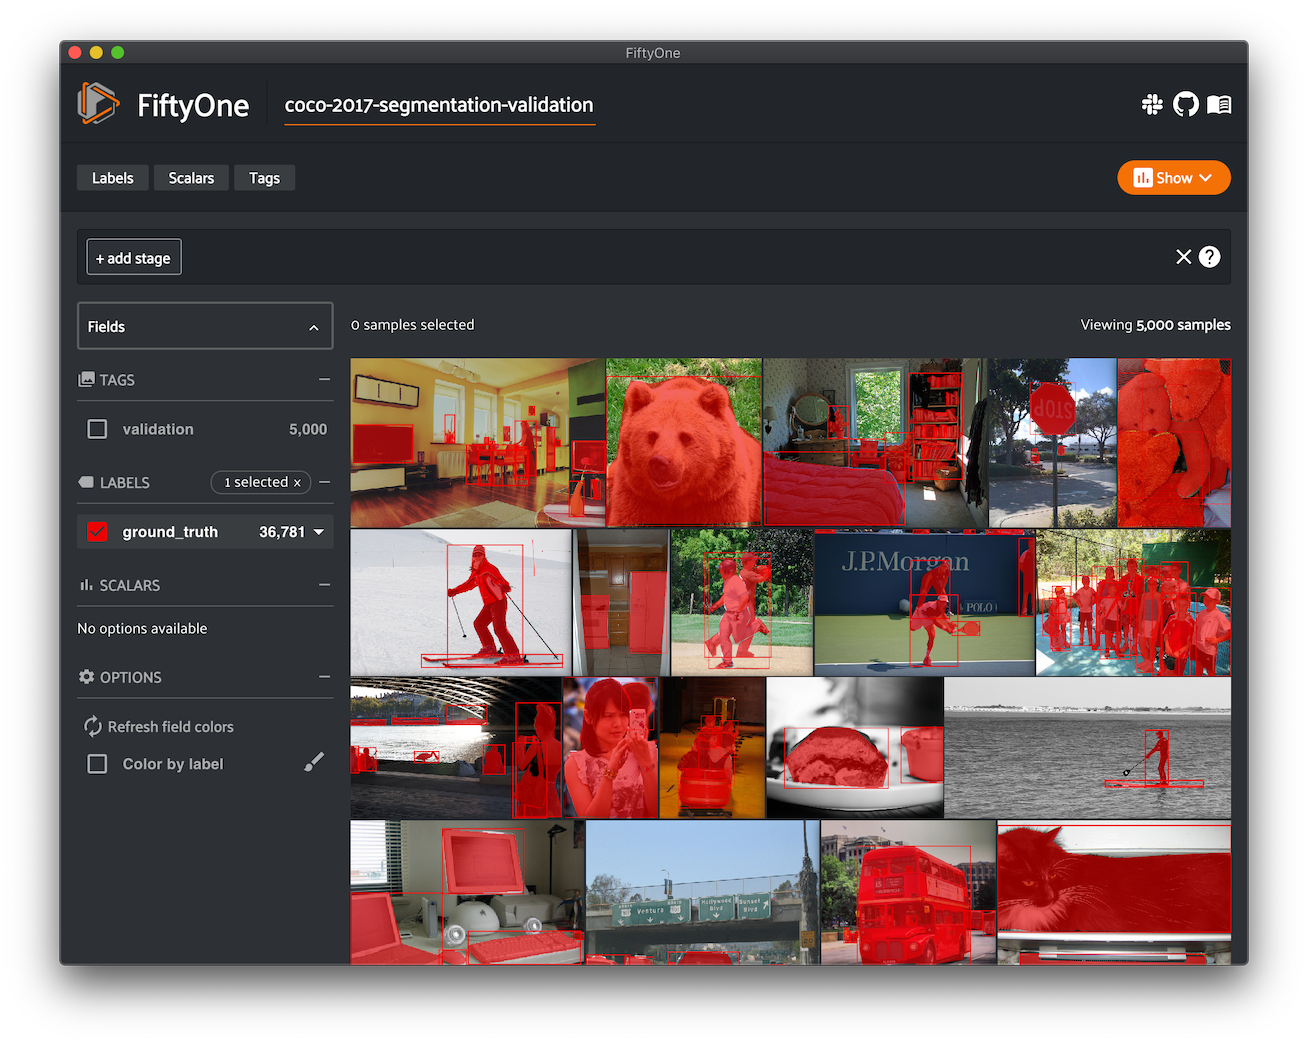 FiftyOne
FiftyOne
coco-2017-segmentation-validation
Labels
Scalars
Tags
Show
+ add stage
?
Fields
0 samples selected
Viewing 5,000 samples
TAGS
validation
5,000
LABELS
1 selected x
ground_truth
36,781
SCALARS
No options available
OPTIONS
Refresh field colors
Color by label
STOP
J.P.Morgan
POLO
Ventura
Hollywood
Blvd
Sunset
Blvd
15